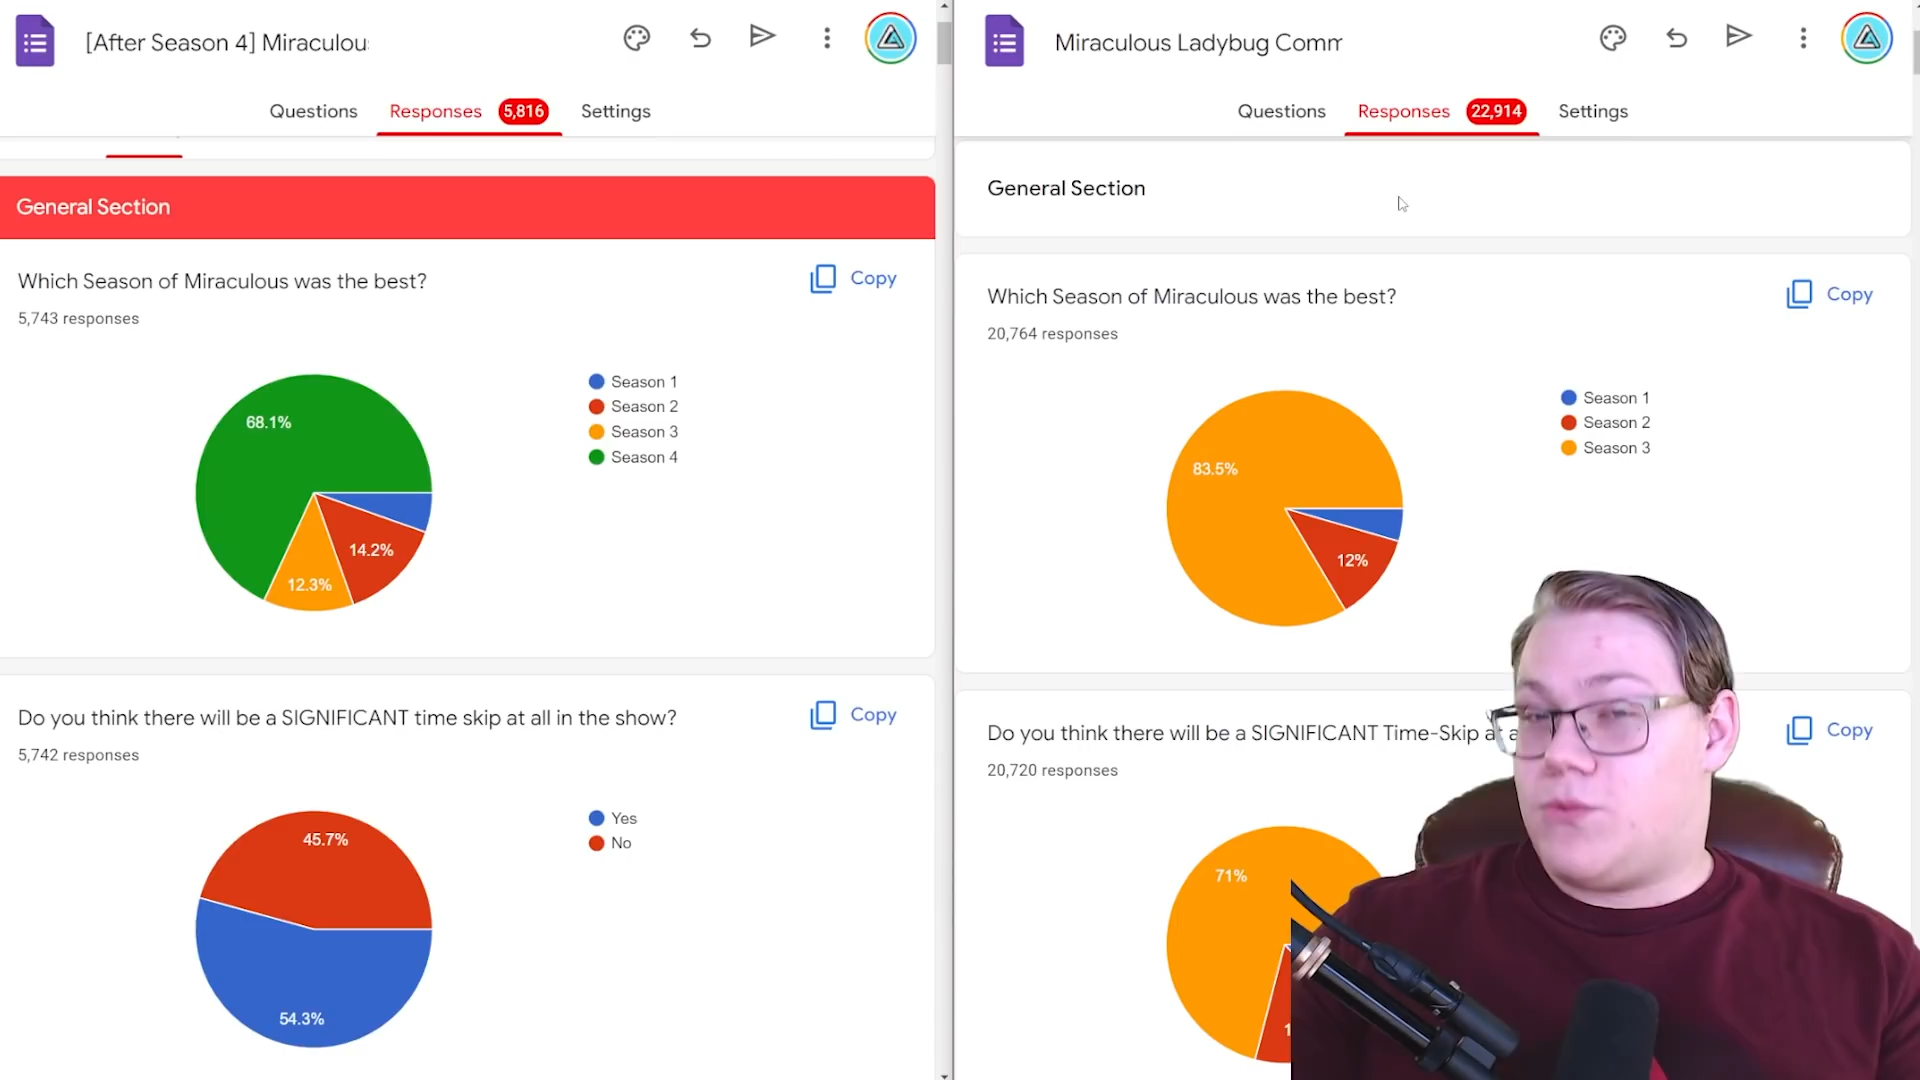 [After Season 4] Miraculou
Questions
Responses
5,816
Settings
General Section
Which Season of Miraculous was the best?
Copy
5,743 responses
68.1%
14.2%
12.3%
Season 1
Season 2
Season 3
Season 4
Do you think there will be a SIGNIFICANT time skip at all in the show?
Copy
5,742 responses
45.7%
54.3%
Yes
No
Miraculous Ladybug Comm
Questions
Responses
22,914
Settings
General Section
Which Season of Miraculous was the best?
Copy
20,764 responses
83.5%
12%
Season 1
Season 2
Season 3
Do you think there will be a SIGNIFICANT Time-Skip at a
Copy
20,720 responses
71%